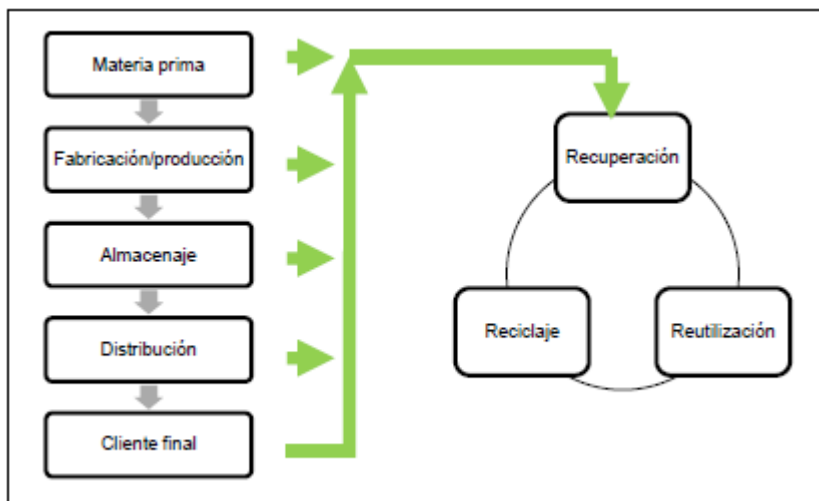 Materia prima
Fabricación/producción
Almacenaje
Distribución
Cliente final
Recuperación
Reciclaje
Reutilización